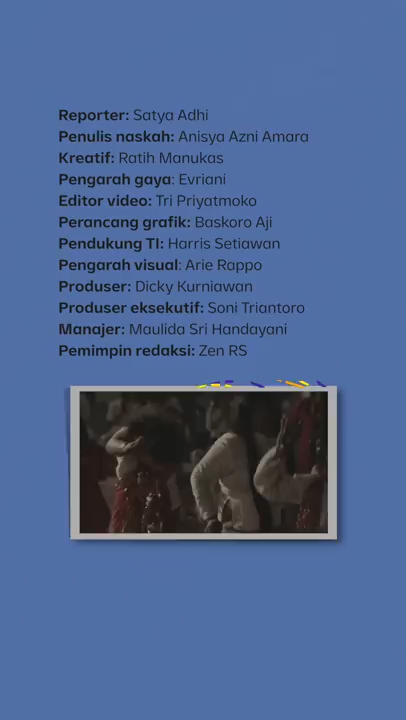 Reporter: Satya Adhi
Penulis naskah: Anisya Azni Amara
Kreatif: Ratih Manukas
Pengarah gaya: Evriani
Editor video: Tri Priyatmoko
Perancang grafik: Baskoro Aji
Pendukung TI: Harris Setiawan
Pengarah visual: Arie Rappo
Produser: Dicky Kurniawan
Produser eksekutif: Soni Triantoro
Manajer: Maulida Sri Handayani
Pemimpin redaksi: Zen RS